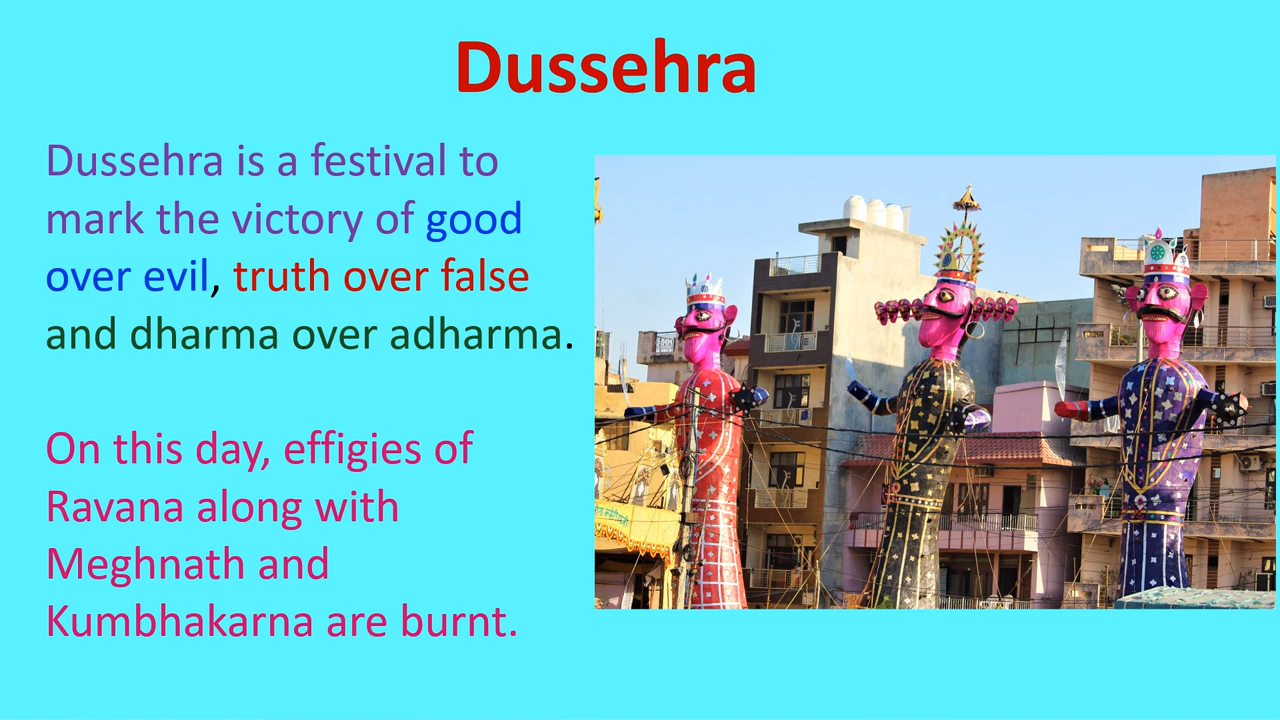 Dussehra
Dussehra is a festival to
mark the victory of good
over evil, truth over false
and dharma over adharma.
On this day, effigies of
Ravana along with
Meghnath and
Kumbhakarna are burnt.